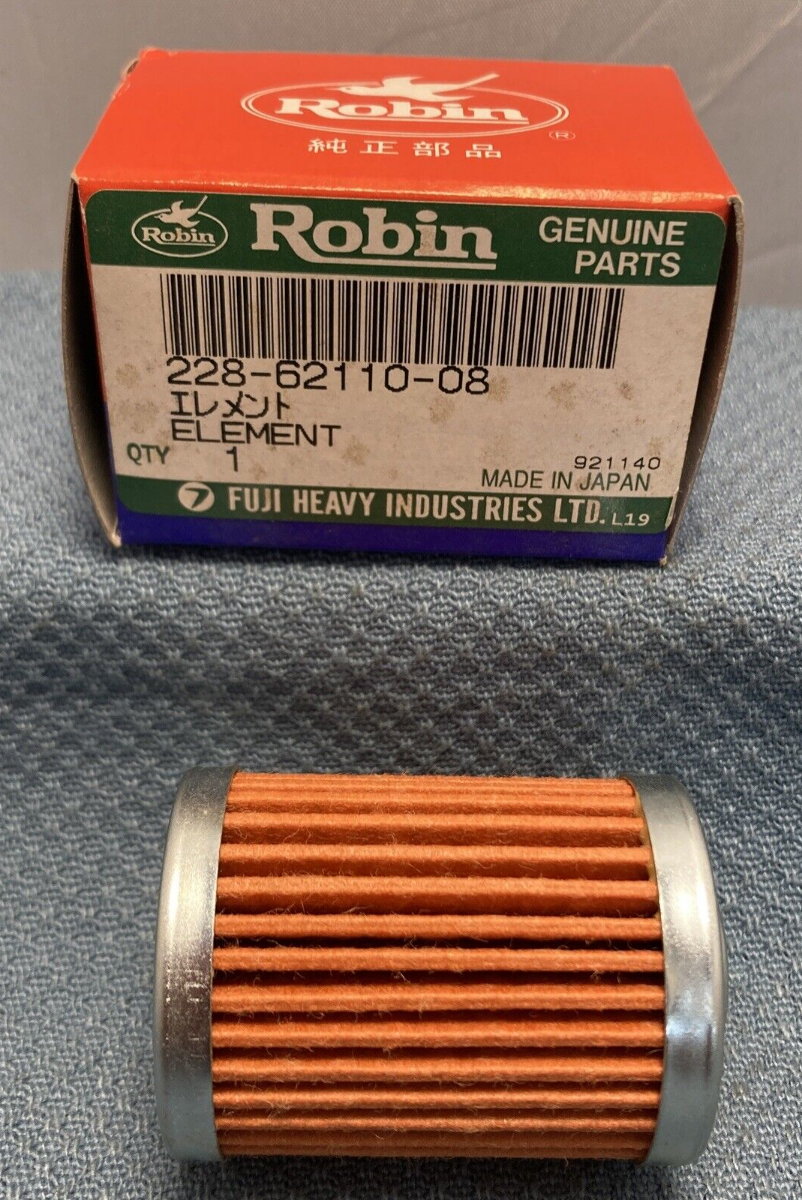 Robin
®
純正部品
Robin
Robin
GENUINE
PARTS
228-62110-08
エレメント
ELEMENT
QTY 1
921140
MADE IN JAPAN
FUJI HEAVY INDUSTRIES LTD. L19